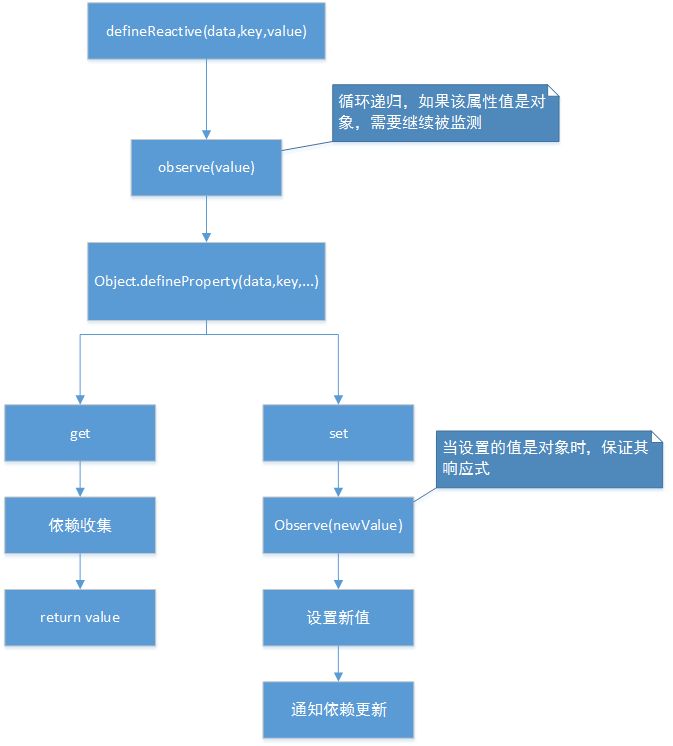 defineReactive(data,key,value)
循环递归，如果该属性值是对
象，需要继续被监测
observe(value)
Object.defineProperty(data,key,...)
get
set
当设置的值是对象时，保证其
响应式
依赖收集
Observe(newValue)
return value
设置新值
通知依赖更新